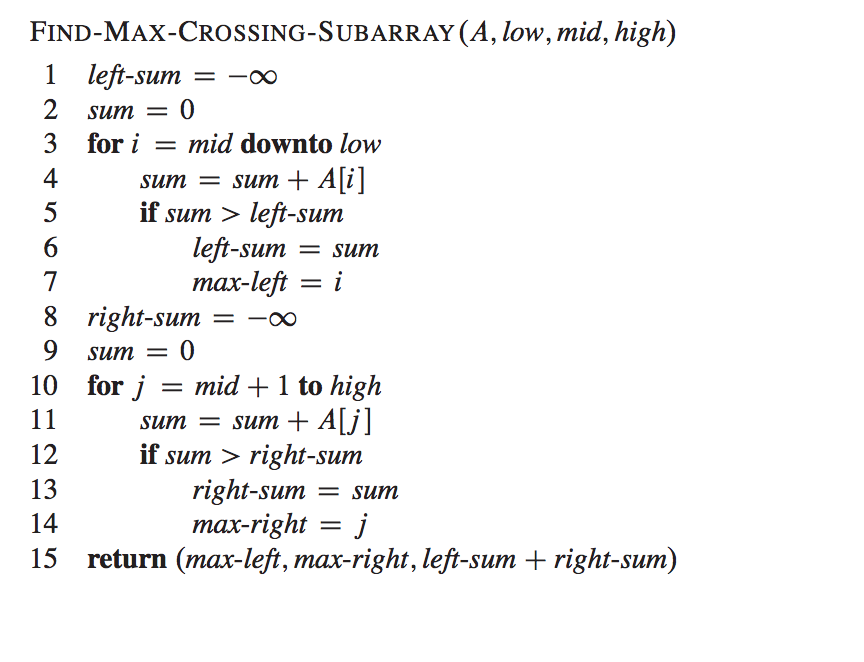 FIND-MAX-CROSSING-SUBARRAY(A, low, mid, high)
1 left-sum = −∞
2 sum = 0
3 for i = mid downto low
4 sum = sum + A[i]
5 if sum > left-sum
6 left-sum = sum
7 max-left = i
8 right-sum = −∞
9 sum = 0
10 for j = mid + 1 to high
11 sum = sum + A[j]
12 if sum > right-sum
13 right-sum = sum
14 max-right = j
15 return (max-left, max-right, left-sum + right-sum)